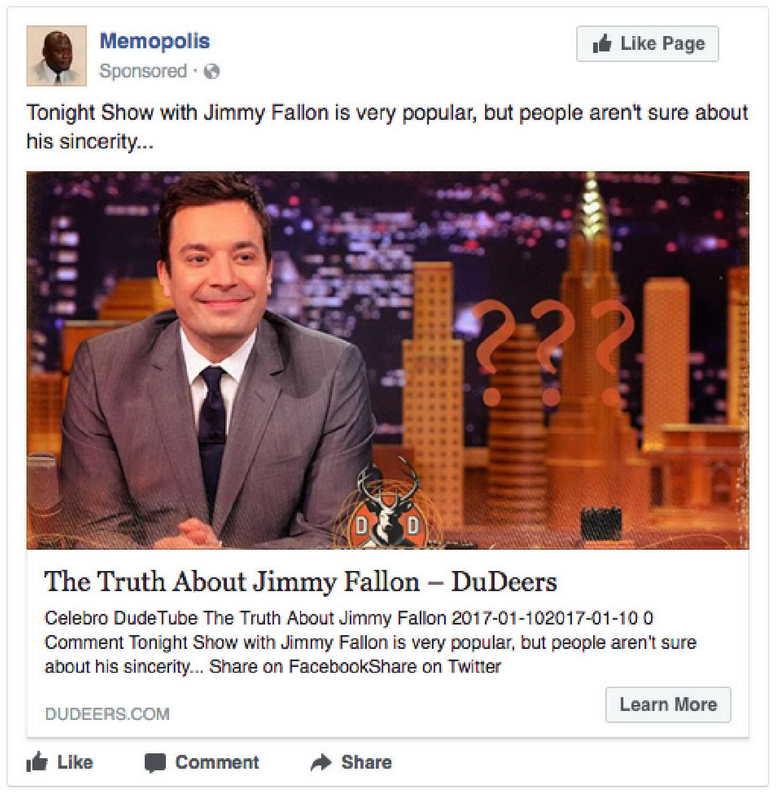 Memopolis
Like Page
Sponsored ·
Tonight Show with Jimmy Fallon is very popular, but people aren't sure about
his sincerity...
???
D D
The Truth About Jimmy Fallon – DuDeers
Celebro DudeTube The Truth About Jimmy Fallon 2017-01-102017-01-10 0
Comment Tonight Show with Jimmy Fallon is very popular, but people aren't sure
about his sincerity... Share on FacebookShare on Twitter
DUDEERS.COM
Learn More
Like Comment Share